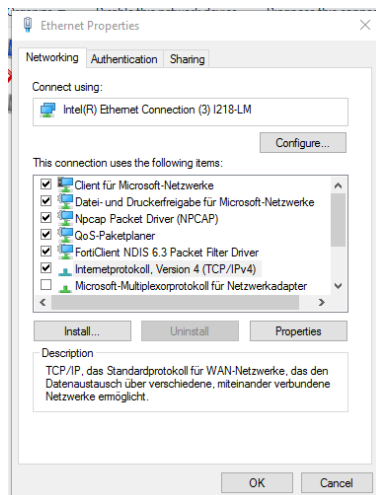 Ethernet Properties
Networking Authentication Sharing
Connect using:
Intel(R) Ethernet Connection (3) I218-LM
Configure...
This connection uses the following items:
Client für Microsoft-Netzwerke
Datei- und Druckerfreigabe für Microsoft-Netzwerke
Npcap Packet Driver (NPCAP)
QoS-Paketplaner
FortiClient NDIS 6.3 Packet Filter Driver
Internetprotokoll, Version 4 (TCP/IPv4)
Microsoft-Multiplexorprotokoll für Netzwerkadapter
Install... Uninstall Properties
Description
TCP/IP, das Standardprotokoll für WAN-Netzwerke, das den
Datenaustausch über verschiedene, miteinander verbundene
Netzwerke ermöglicht.
OK Cancel